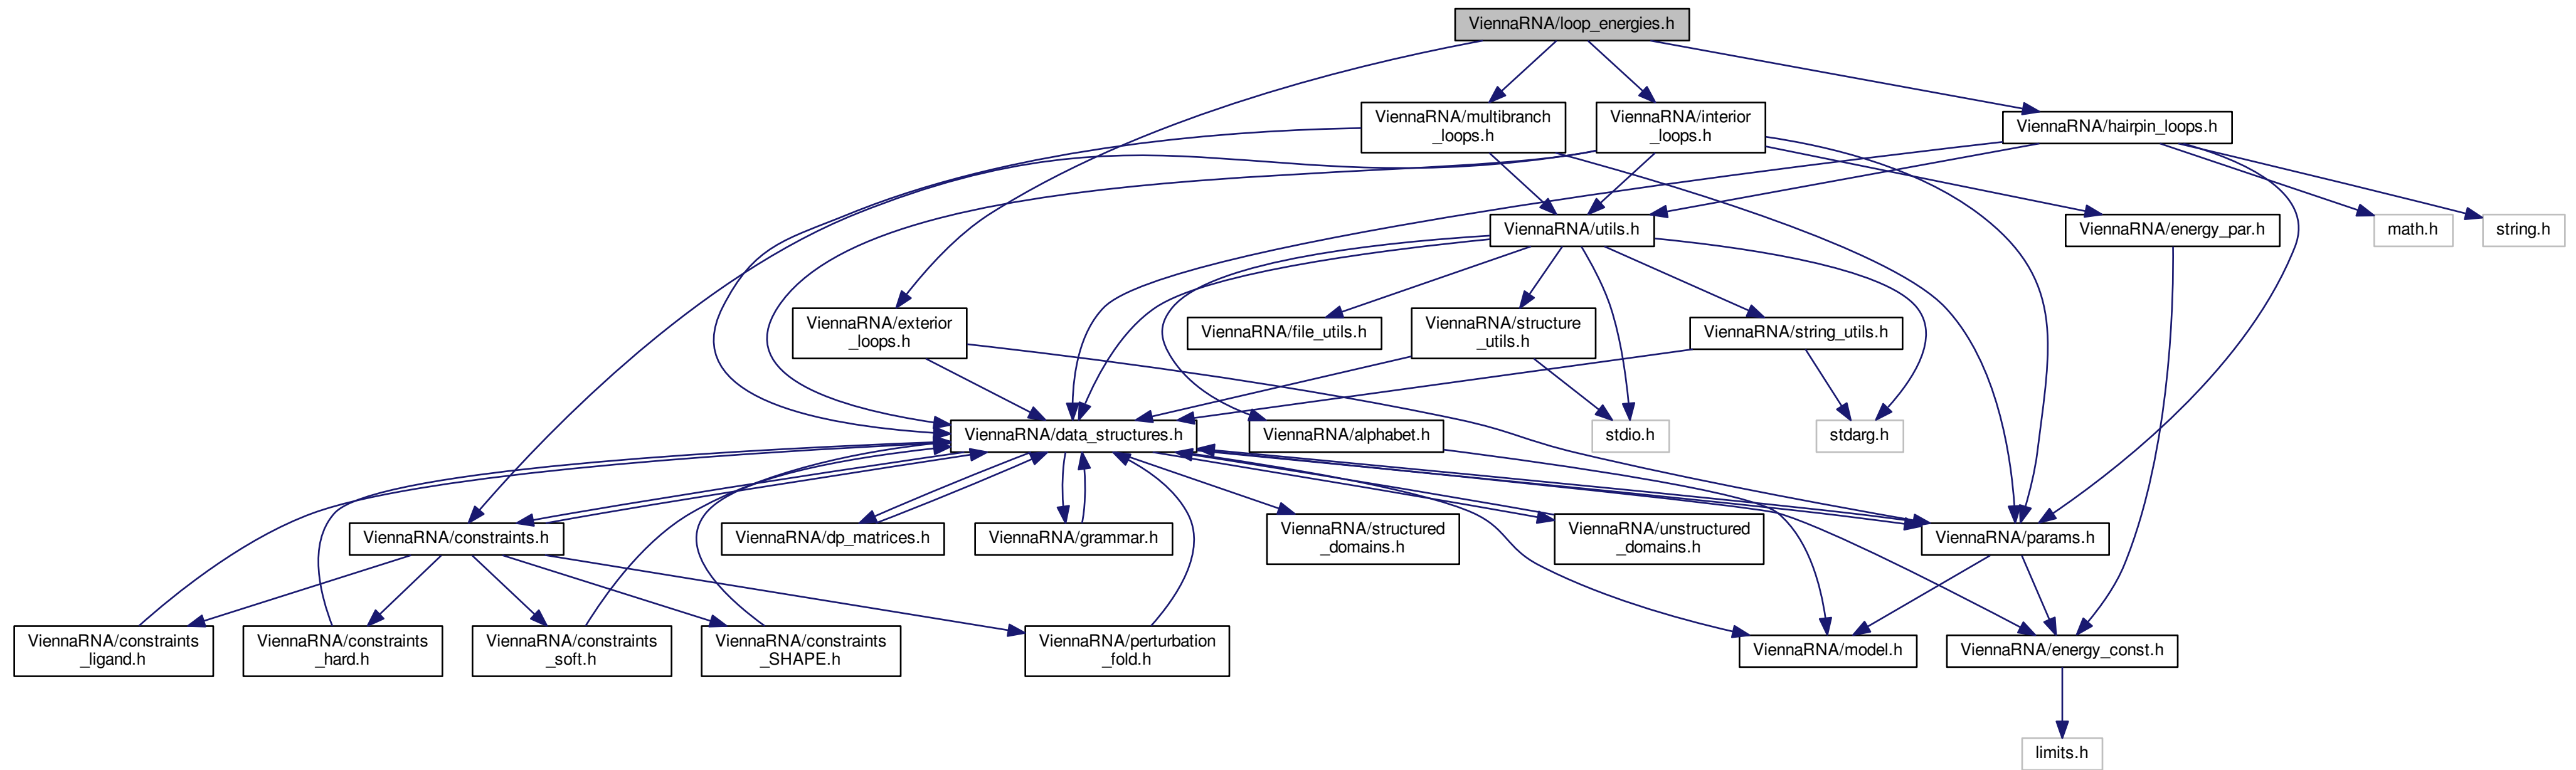 ViennaRNA/loop_energies.h
ViennaRNA/multibranch
_loops.h
ViennaRNA/interior
_loops.h
ViennaRNA/hairpin_loops.h
ViennaRNA/utils.h
ViennaRNA/energy_par.h
math.h
string.h
ViennaRNA/exterior
_loops.h
ViennaRNA/file_utils.h
ViennaRNA/structure
_utils.h
ViennaRNA/string_utils.h
ViennaRNA/data_structures.h
ViennaRNA/alphabet.h
stdio.h
stdarg.h
ViennaRNA/constraints.h
ViennaRNA/dp_matrices.h
ViennaRNA/grammar.h
ViennaRNA/structured
_domains.h
ViennaRNA/unstructured
_domains.h
ViennaRNA/params.h
ViennaRNA/constraints
_ligand.h
ViennaRNA/constraints
_hard.h
ViennaRNA/constraints
_soft.h
ViennaRNA/constraints
_SHAPE.h
ViennaRNA/perturbation
_fold.h
ViennaRNA/model.h
ViennaRNA/energy_const.h
limits.h